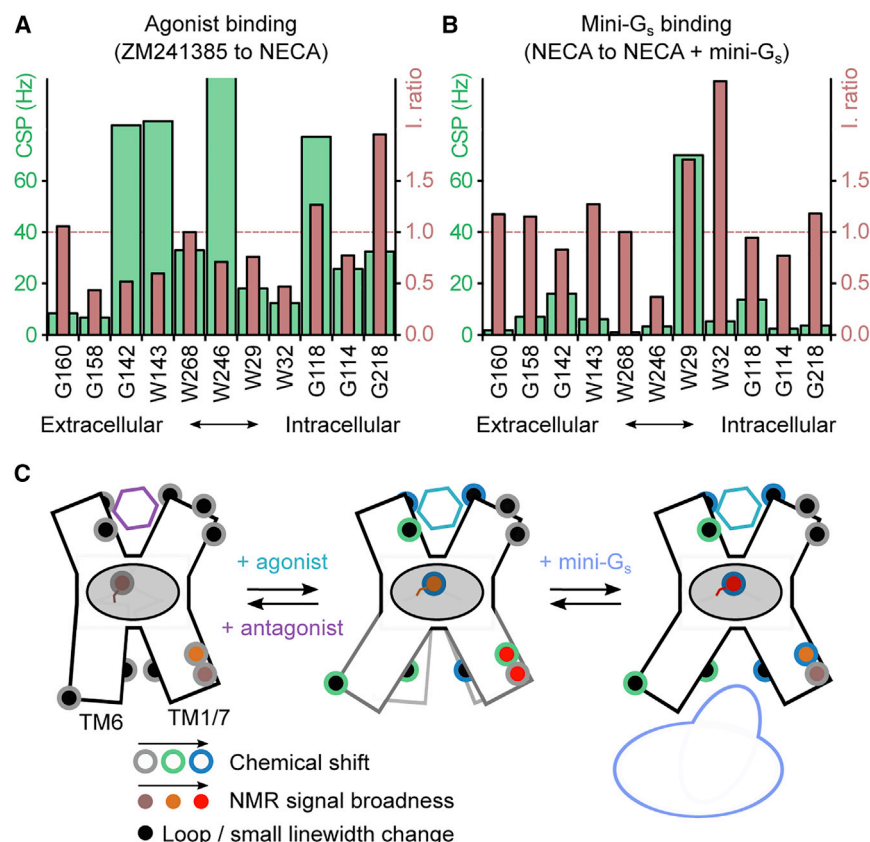 A
Agonist binding
(ZM241385 to NECA)
CSP (Hz)
60
40
20
0
I. ratio
1.5
1.0
0.5
0.0
G160
G158
G142
W143
W268
W246
W29
W32
G118
G114
G218
Extracellular
Intracellular
B
Mini-Gs binding
(NECA to NECA + mini-Gs)
CSP (Hz)
60
40
20
0
I. ratio
1.5
1.0
0.5
0.0
G160
G158
G142
W143
W268
W246
W29
W32
G118
G114
G218
Extracellular
Intracellular
C
+ agonist
+ antagonist
+ mini-Gs
TM6
TM1/7
Chemical shift
NMR signal broadness
Loop / small linewidth change